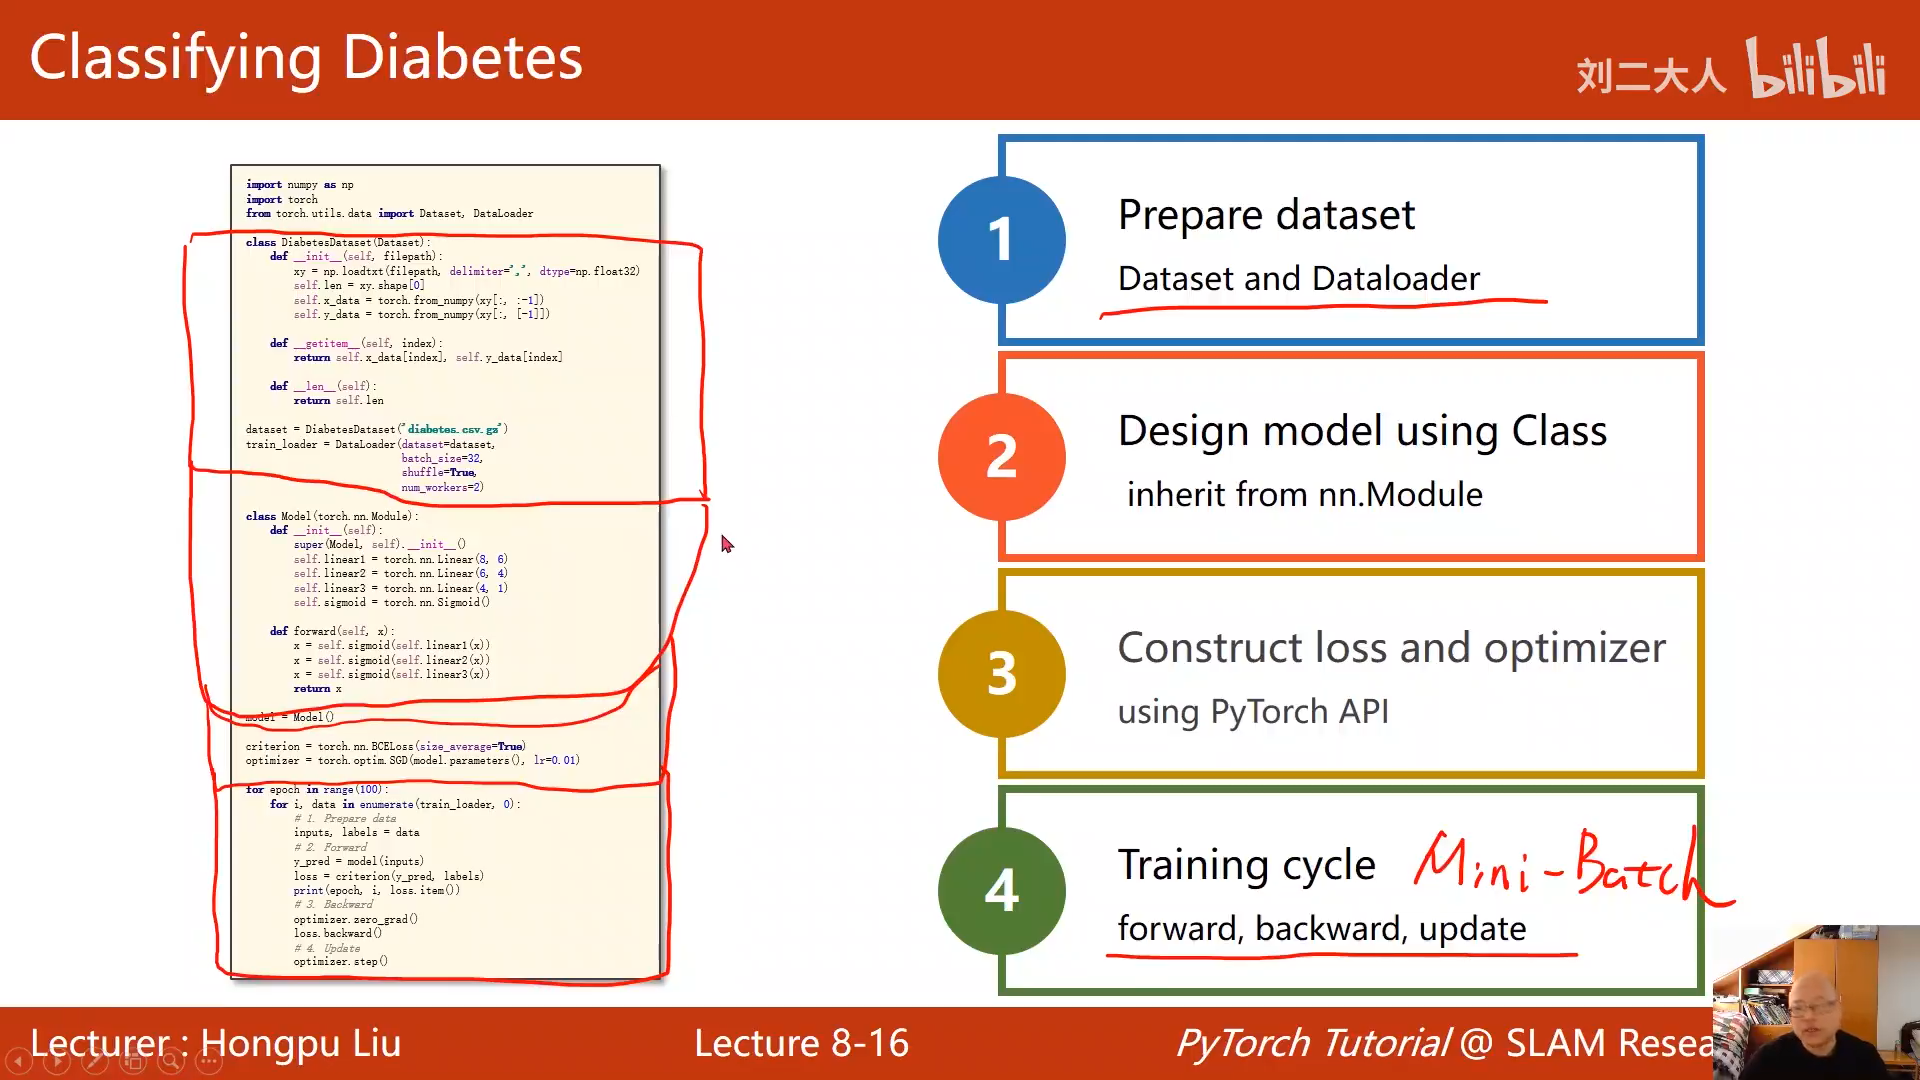 Classifying Diabetes
刘二大人 bilibili
import numpy as np
import torch
from torch.utils.data import Dataset, DataLoader
class DiabetesDataset(Dataset):
def __init__(self, filepath):
xy = np.loadtxt(filepath, delimiter=",", dtype=np.float32)
self.len = xy.shape[0]
self.x_data = torch.from_numpy(xy[:, :-1])
self.y_data = torch.from_numpy(xy[:, [-1]])
def __getitem__(self, index):
return self.x_data[index], self.y_data[index]
def __len__(self):
return self.len
dataset = DiabetesDataset('diabetes.csv.gz')
train_loader = DataLoader(dataset=dataset,
batch_size=32,
shuffle=True,
num_workers=2)
class Model(torch.nn.Module):
def __init__(self):
super(Model, self).__init__()
self.linear1 = torch.nn.Linear(8, 6)
self.linear2 = torch.nn.Linear(6, 4)
self.linear3 = torch.nn.Linear(4, 1)
self.sigmoid = torch.nn.Sigmoid()
def forward(self, x):
x = self.sigmoid(self.linear1(x))
x = self.sigmoid(self.linear2(x))
x = self.sigmoid(self.linear3(x))
return x
model = Model()
criterion = torch.nn.BCELoss(size_average=True)
optimizer = torch.optim.SGD(model.parameters(), lr=0.01)
for epoch in range(100):
for i, data in enumerate(train_loader, 0):
# 1. Prepare data
inputs, labels = data
# 2. Forward
y_pred = model(inputs)
loss = criterion(y_pred, labels)
print(epoch, i, loss.item())
# 3. Backward
optimizer.zero_grad()
loss.backward()
# 4. Update
optimizer.step()
1
Prepare dataset
Dataset and Dataloader
2
Design model using Class
inherit from nn.Module
3
Construct loss and optimizer
using PyTorch API
4
Training cycle Mini-Batch
forward, backward, update
Lecturer : Hongpu Liu
Lecture 8-16
PyTorch Tutorial @ SLAM Resea